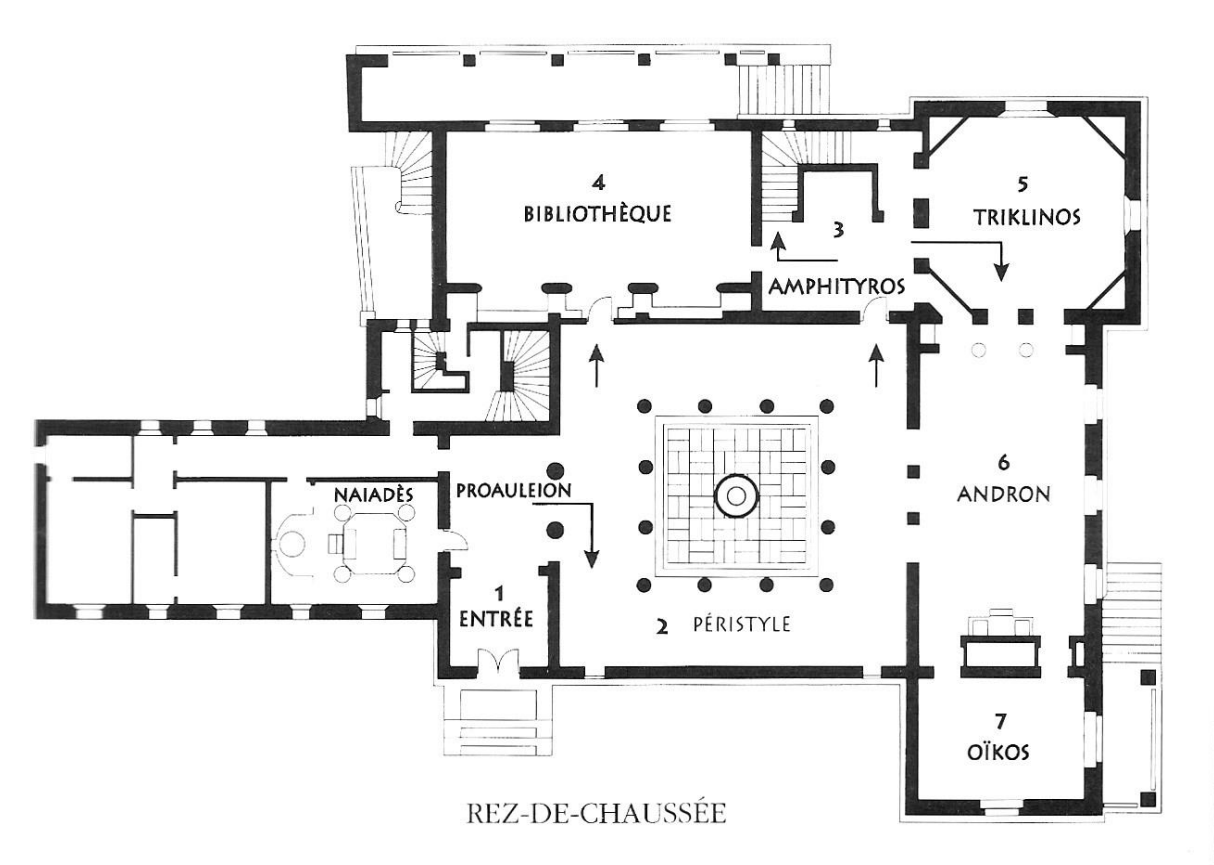 4
BIBLIOTHÈQUE
5
TRIKLINOS
3
AMPHITYROS
6
ANDRON
NAIADÈS
PROAULEION
1
ENTRÉE
2 PÉRISTYLE
7
OÏKOS
REZ-DE-CHAUSSÉE